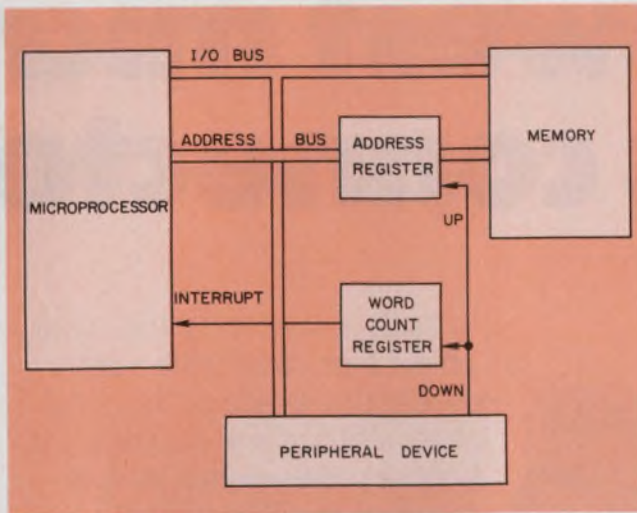 I/O BUS
ADDRESS BUS
ADDRESS
REGISTER
MEMORY
MICROPROCESSOR
UP
INTERRUPT
WORD
COUNT
REGISTER
DOWN
PERIPHERAL DEVICE